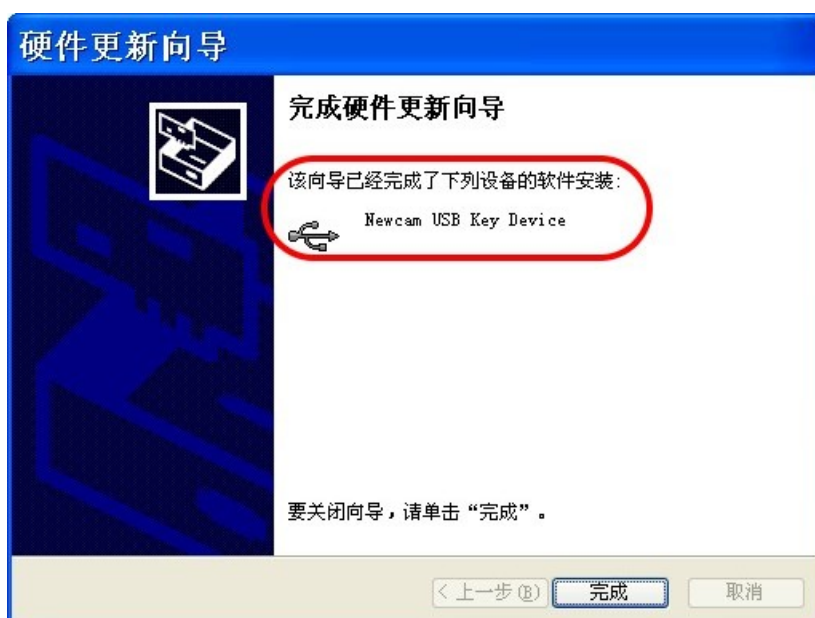 硬件更新向导
完成硬件更新向导
该向导已经完成了下列设备的软件安装:
Newcam USB Key Device
要关闭向导,请单击“完成”。
<上一步(B)
完成
取消